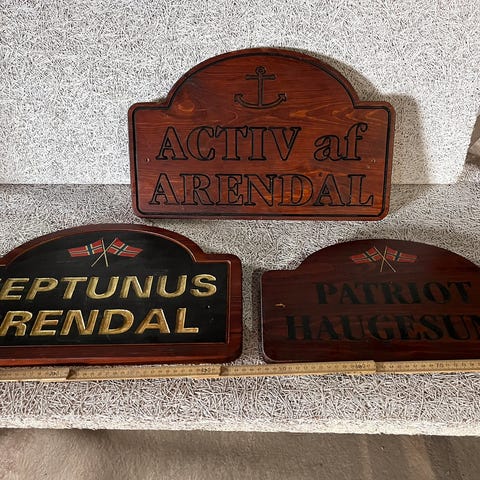 ACTIV af
ARENDAL
EPTUNUS
RENDAL
PATRIOT
HAUGESU